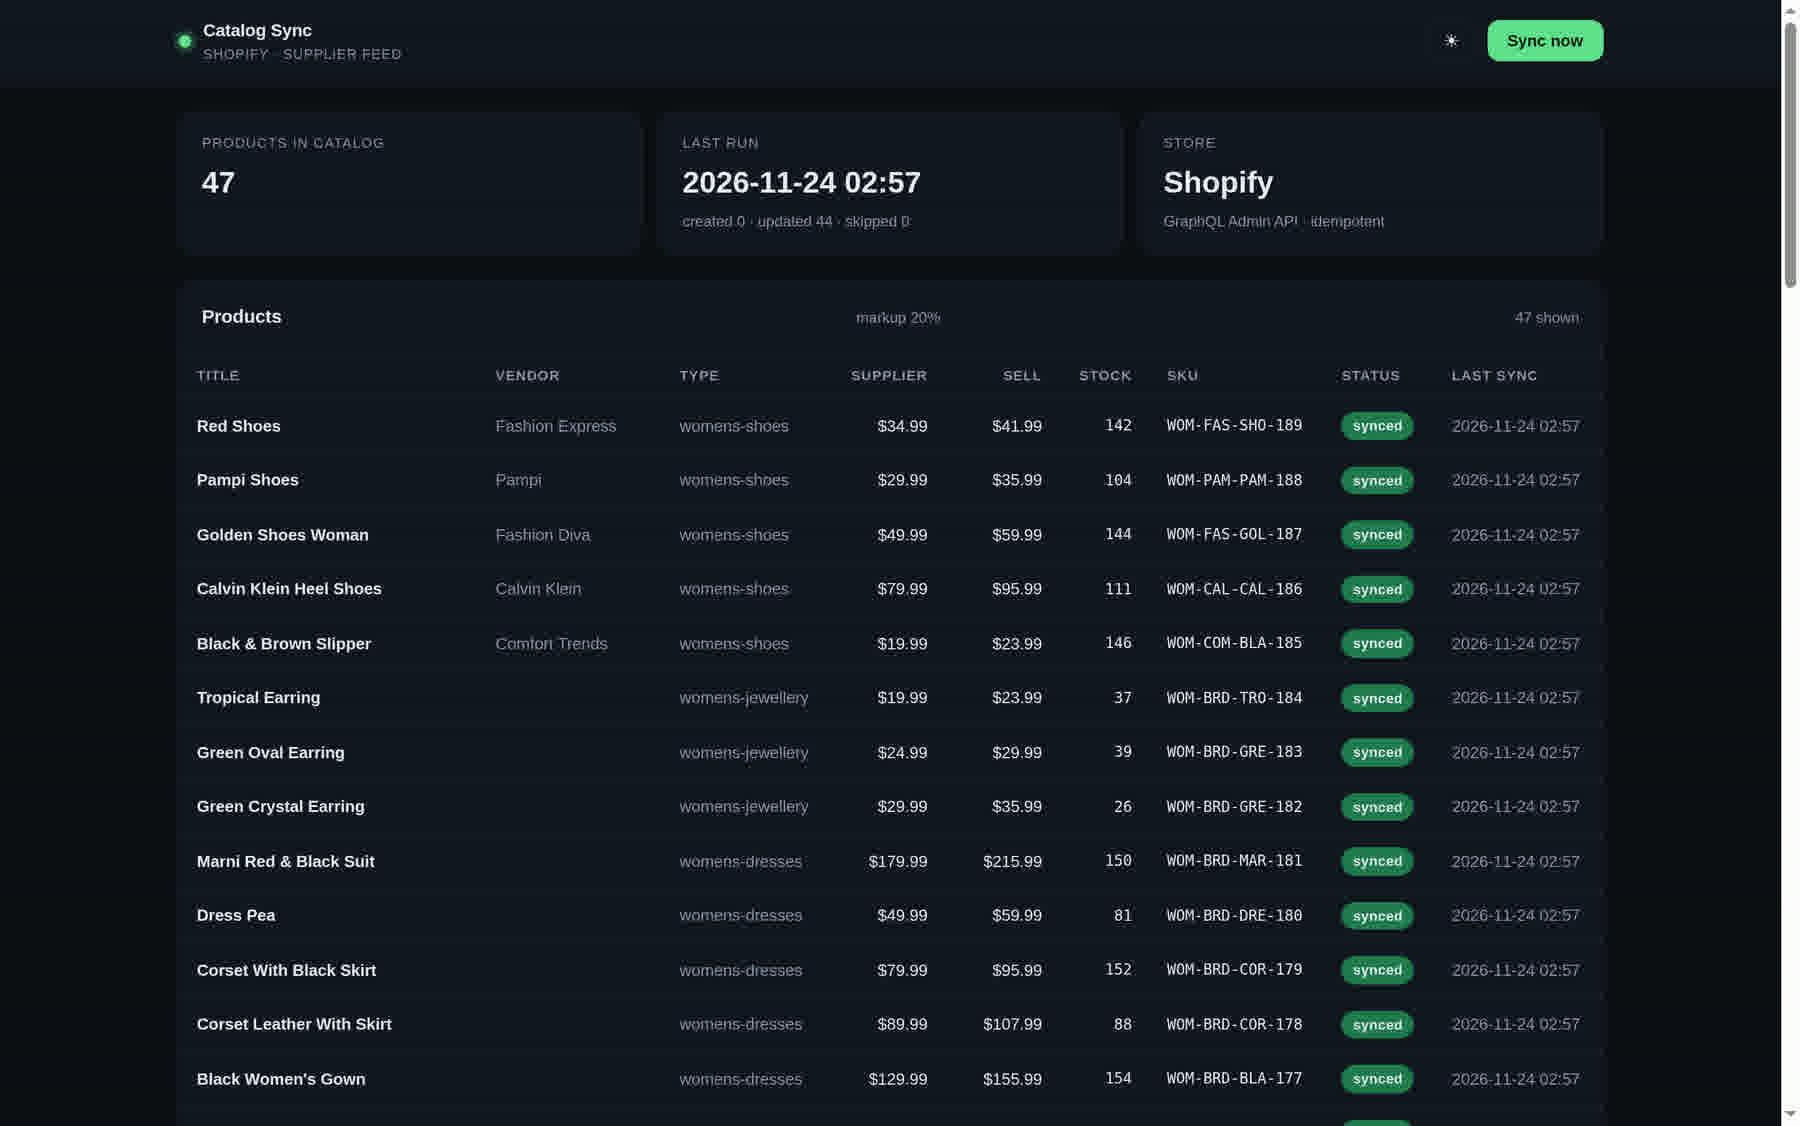 Catalog Sync
SHOPIFY · SUPPLIER FEED
☀ Sync now
PRODUCTS IN CATALOG
47
LAST RUN
2026-11-24 02:57
created 0 · updated 44 · skipped 0
STORE
Shopify
GraphQL Admin API · idempotent
Products markup 20% 47 shown
TITLE VENDOR TYPE SUPPLIER SELL STOCK SKU STATUS LAST SYNC
Red Shoes Fashion Express womens-shoes $34.99 $41.99 142 WOM-FAS-SHO-189 synced 2026-11-24 02:57
Pampi Shoes Pampi womens-shoes $29.99 $35.99 104 WOM-PAM-PAM-188 synced 2026-11-24 02:57
Golden Shoes Woman Fashion Diva womens-shoes $49.99 $59.99 144 WOM-FAS-GOL-187 synced 2026-11-24 02:57
Calvin Klein Heel Shoes Calvin Klein womens-shoes $79.99 $95.99 111 WOM-CAL-CAL-186 synced 2026-11-24 02:57
Black & Brown Slipper Comfort Trends womens-shoes $19.99 $23.99 146 WOM-COM-BLA-185 synced 2026-11-24 02:57
Tropical Earring womens-jewellery $19.99 $23.99 37 WOM-BRD-TRO-184 synced 2026-11-24 02:57
Green Oval Earring womens-jewellery $24.99 $29.99 39 WOM-BRD-GRE-183 synced 2026-11-24 02:57
Green Crystal Earring womens-jewellery $29.99 $35.99 26 WOM-BRD-GRE-182 synced 2026-11-24 02:57
Marni Red & Black Suit womens-dresses $179.99 $215.99 150 WOM-BRD-MAR-181 synced 2026-11-24 02:57
Dress Pea womens-dresses $49.99 $59.99 81 WOM-BRD-DRE-180 synced 2026-11-24 02:57
Corset With Black Skirt womens-dresses $79.99 $95.99 152 WOM-BRD-COR-179 synced 2026-11-24 02:57
Corset Leather With Skirt womens-dresses $89.99 $107.99 88 WOM-BRD-COR-178 synced 2026-11-24 02:57
Black Women's Gown womens-dresses $129.99 $155.99 154 WOM-BRD-BLA-177 synced 2026-11-24 02:57